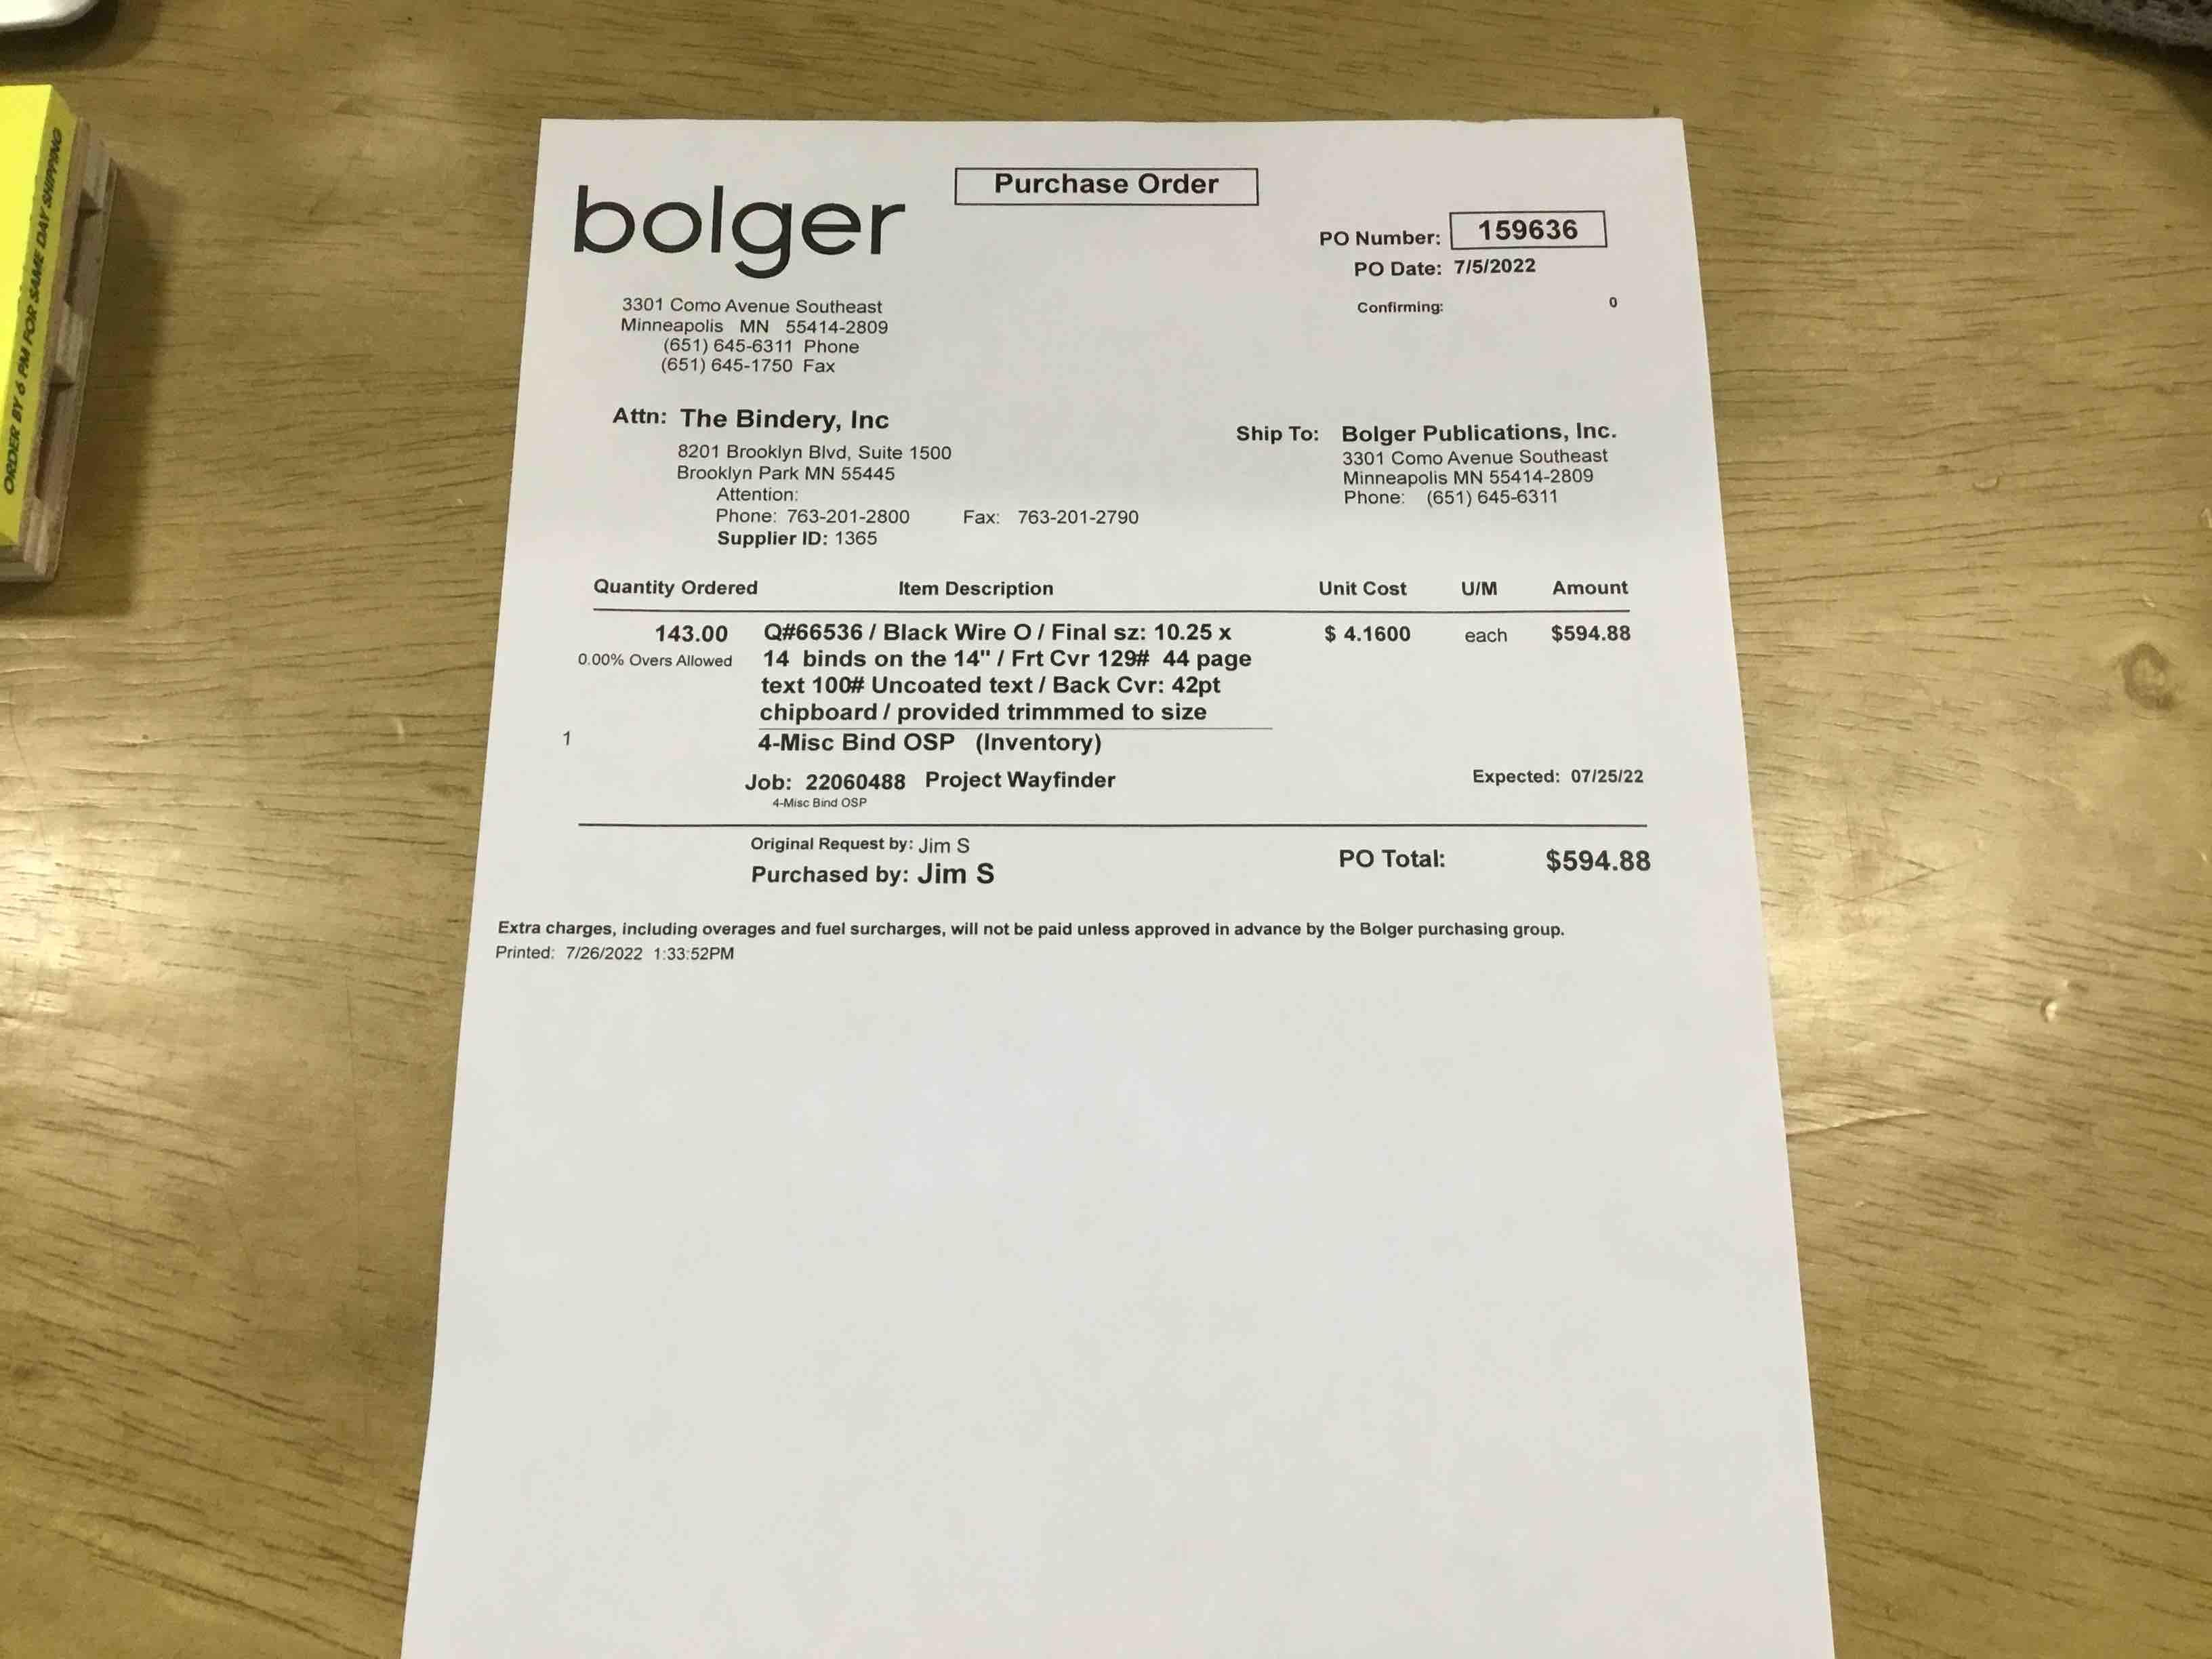 ORDER BY 6 PM FOR SAME DAY SHIPPING
Purchase Order
bolger
PO Number: 159636
PO Date: 7/5/2022
Confirming: 0
3301 Como Avenue Southeast
Minneapolis MN 55414-2809
(651) 645-6311 Phone
(651) 645-1750 Fax
Attn: The Bindery, Inc
8201 Brooklyn Blvd, Suite 1500
Brooklyn Park MN 55445
Attention:
Phone: 763-201-2800 Fax: 763-201-2790
Supplier ID: 1365
Ship To: Bolger Publications, Inc.
3301 Como Avenue Southeast
Minneapolis MN 55414-2809
Phone: (651) 645-6311
Quantity Ordered Item Description Unit Cost U/M Amount
143.00 Q#66536 / Black Wire O / Final sz: 10.25 x $ 4.1600 each $594.88
0.00% Overs Allowed 14 binds on the 14" / Frt Cvr 129# 44 page
text 100# Uncoated text / Back Cvr: 42pt
chipboard / provided trimmmed to size
1 4-Misc Bind OSP (Inventory)
Job: 22060488 Project Wayfinder Expected: 07/25/22
4-Misc Bind OSP
Original Request by: Jim S
Purchased by: Jim S
PO Total: $594.88
Extra charges, including overages and fuel surcharges, will not be paid unless approved in advance by the Bolger purchasing group.
Printed: 7/26/2022 1:33:52PM